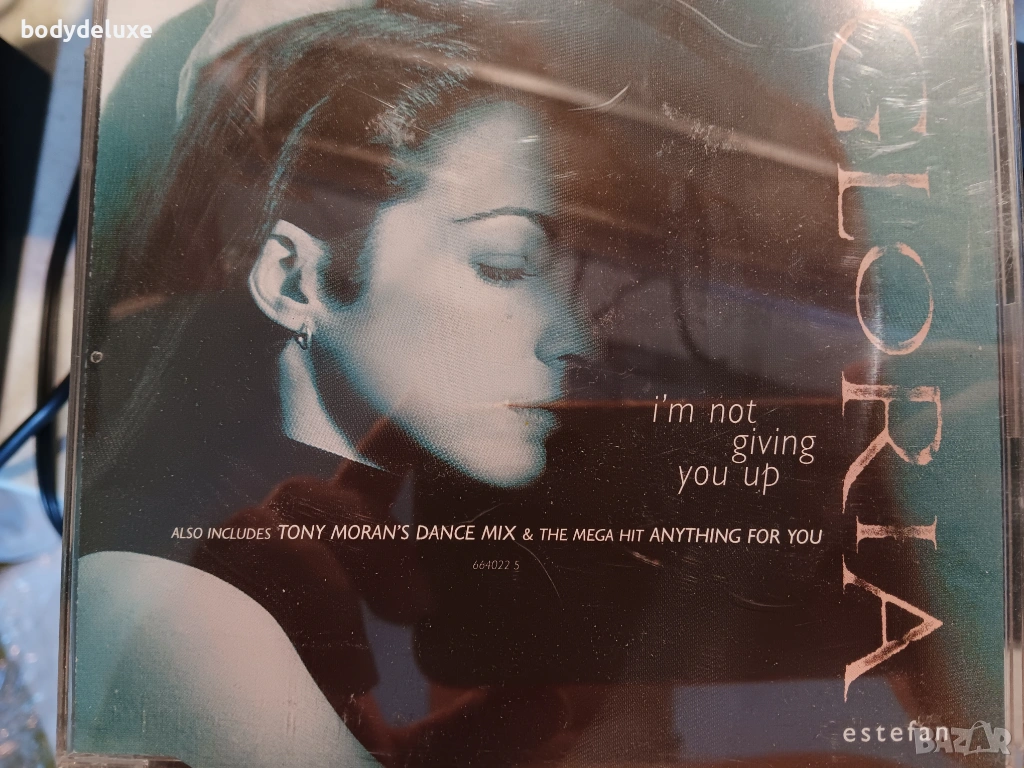 bodydeluxe
GLORIA
i'm not
giving
you up
ALSO INCLUDES TONY MORAN'S DANCE MIX & THE MEGA HIT ANYTHING FOR YOU
664022 5
estefan
BAZAR